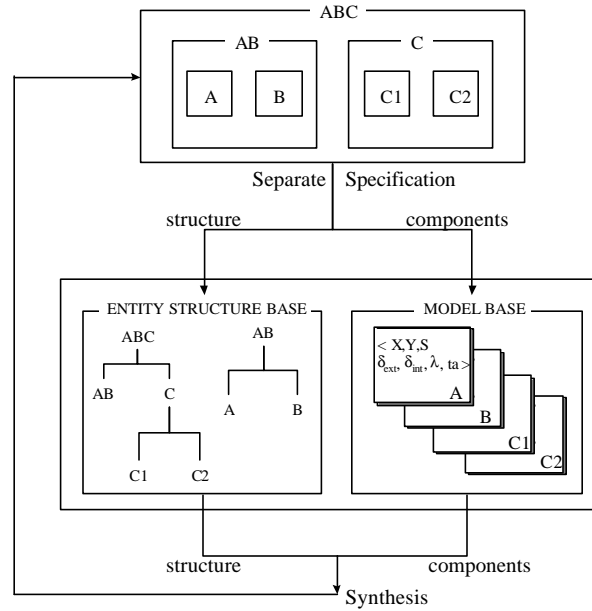 ABC
AB
C
A
B
C1
C2
Separate Specification
structure
components
ENTITY STRUCTURE BASE
MODEL BASE
ABC
AB
C
C1
C2
AB
A
B
< X,Y,S
δext, δint, λ, ta >
A
B
C1
C2
structure
components
Synthesis